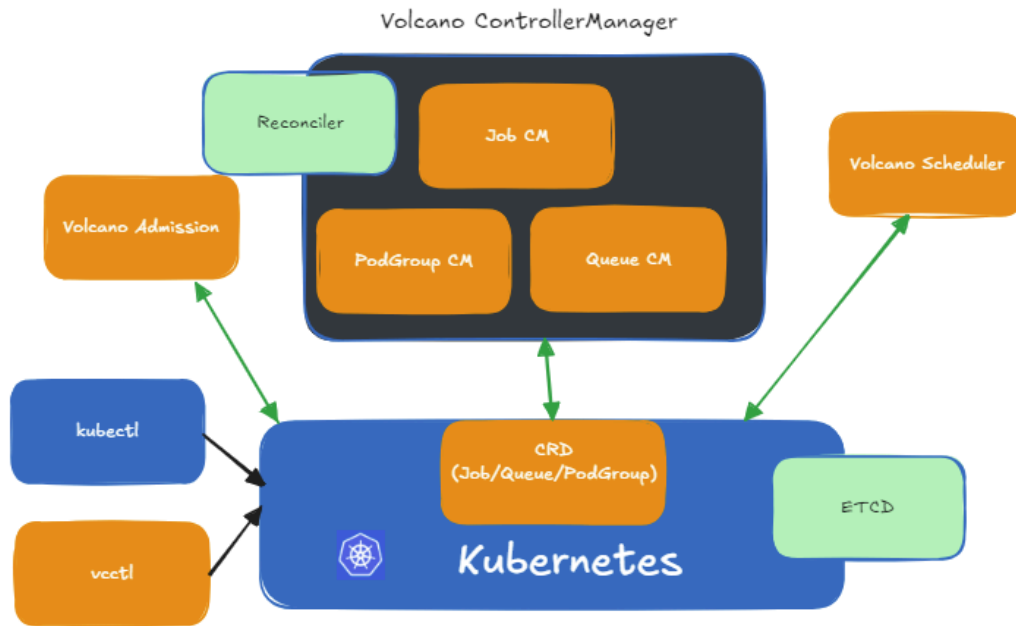 Volcano ControllerManager
Reconciler
Job CM
Volcano Scheduler
Volcano Admission
PodGroup CM
Queue CM
kubectl
CRD
(Job/Queue/PodGroup)
ETCD
vcctl
Kubernetes